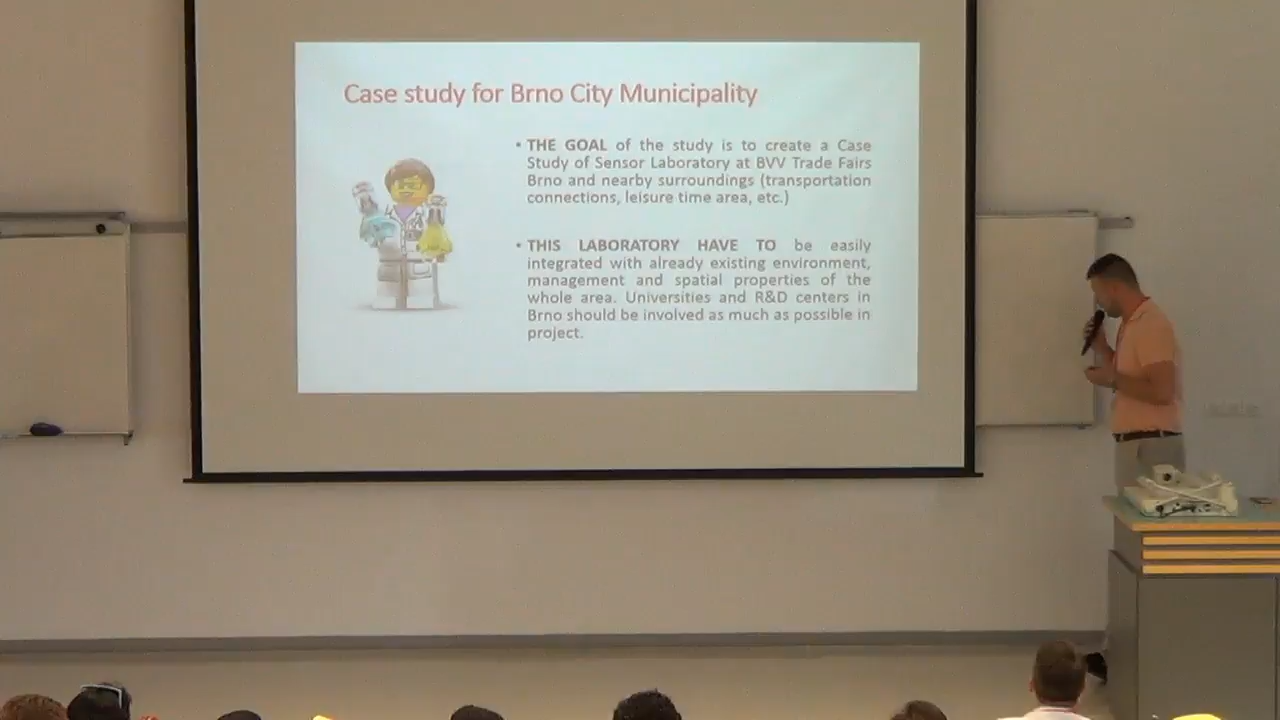 Case study for Brno City Municipality
• THE GOAL of the study is to create a Case
Study of Sensor Laboratory at BVV Trade Fairs
Brno and nearby surroundings (transportation
connections, leisure time area, etc.)
• THIS LABORATORY HAVE TO be easily
integrated with already existing environment,
management and spatial properties of the
whole area. Universities and R&D centers in
Brno should be involved as much as possible in
project.